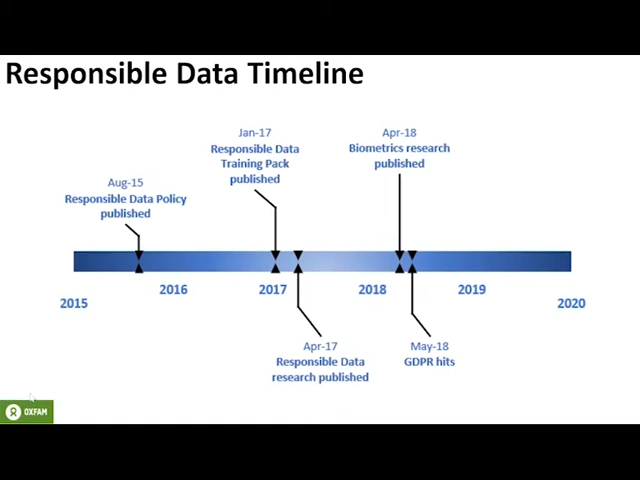 Responsible Data Timeline
Jan-17
Responsible Data
Training Pack
published
Apr-18
Biometrics research
published
Aug-15
Responsible Data Policy
published
2015
2016
2017
2018
2019
2020
Apr-17
Responsible Data
research published
May-18
GDPR hits
OXFAM